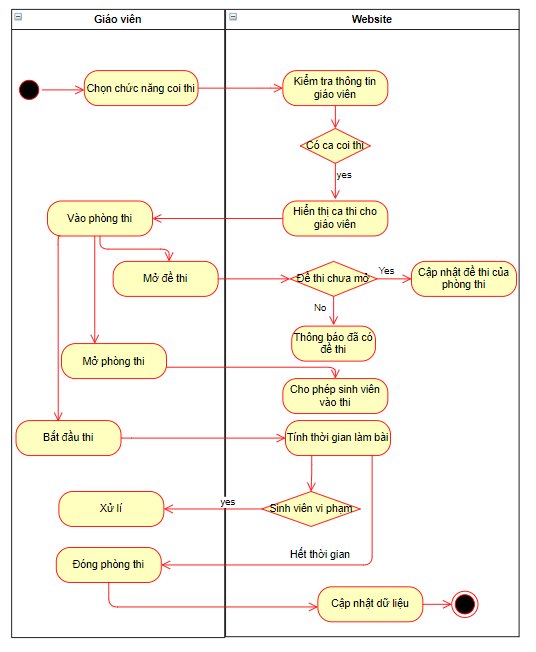 Giáo viên
Website
Chọn chức năng coi thi
Kiểm tra thông tin
giáo viên
Có ca coi thi
yes
Vào phòng thi
Hiển thị ca thi cho
giáo viên
Mở đề thi
Đề thi chưa mở
Yes
Cập nhật đề thi của
phòng thi
No
Thông báo đã có
đề thi
Mở phòng thi
Cho phép sinh viên
vào thi
Bắt đầu thi
Tính thời gian làm bài
Xử lí
yes
Sinh viên vi phạm
Hết thời gian
Đóng phòng thi
Cập nhật dữ liệu